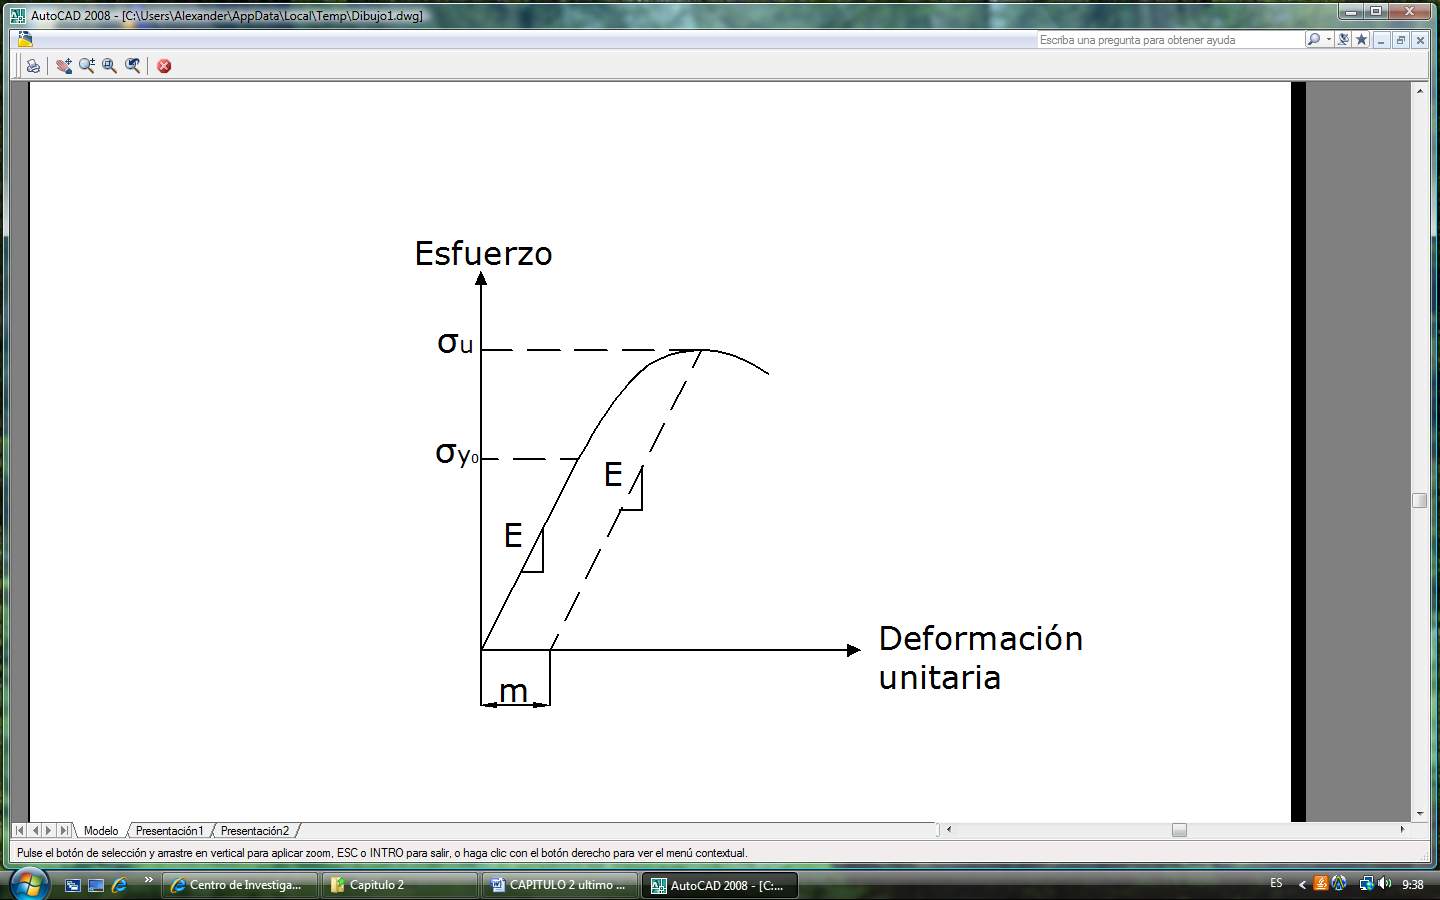 AutoCAD 2008 - [C:\Users\Alexander\AppData\Local\Temp\Dibujo1.dwg]
Escriba una pregunta para obtener ayuda
Esfuerzo
σu
σy0
E
E
Deformación
unitaria
m
Modelo
Presentación1
Presentación2
Pulse el botón de selección y arrastre en vertical para aplicar zoom, ESC o INTRO para salir, o haga clic con el botón derecho para ver el menú contextual.
Centro de Investiga...
Capitulo 2
CAPITULO 2 ultimo ...
AutoCAD 2008 - [C:...
ES
9:38